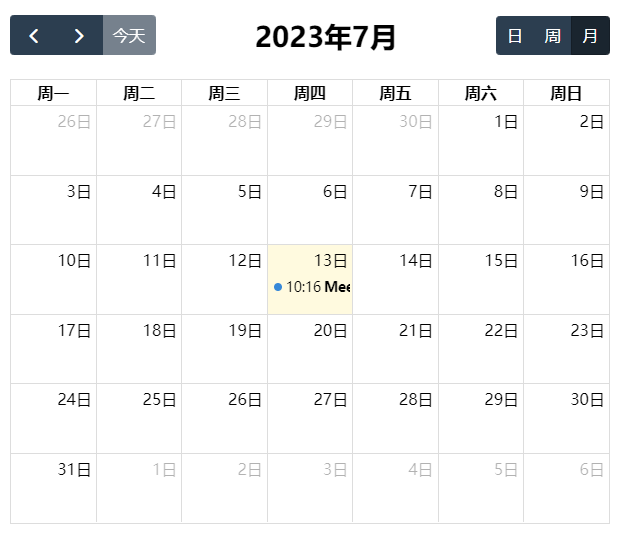 今天 2023年7月 日 周 月
周一 周二 周三 周四 周五 周六 周日
26日 27日 28日 29日 30日 1日 2日
3日 4日 5日 6日 7日 8日 9日
10日 11日 12日 13日 14日 15日 16日
10:16 Mee
17日 18日 19日 20日 21日 22日 23日
24日 25日 26日 27日 28日 29日 30日
31日 1日 2日 3日 4日 5日 6日